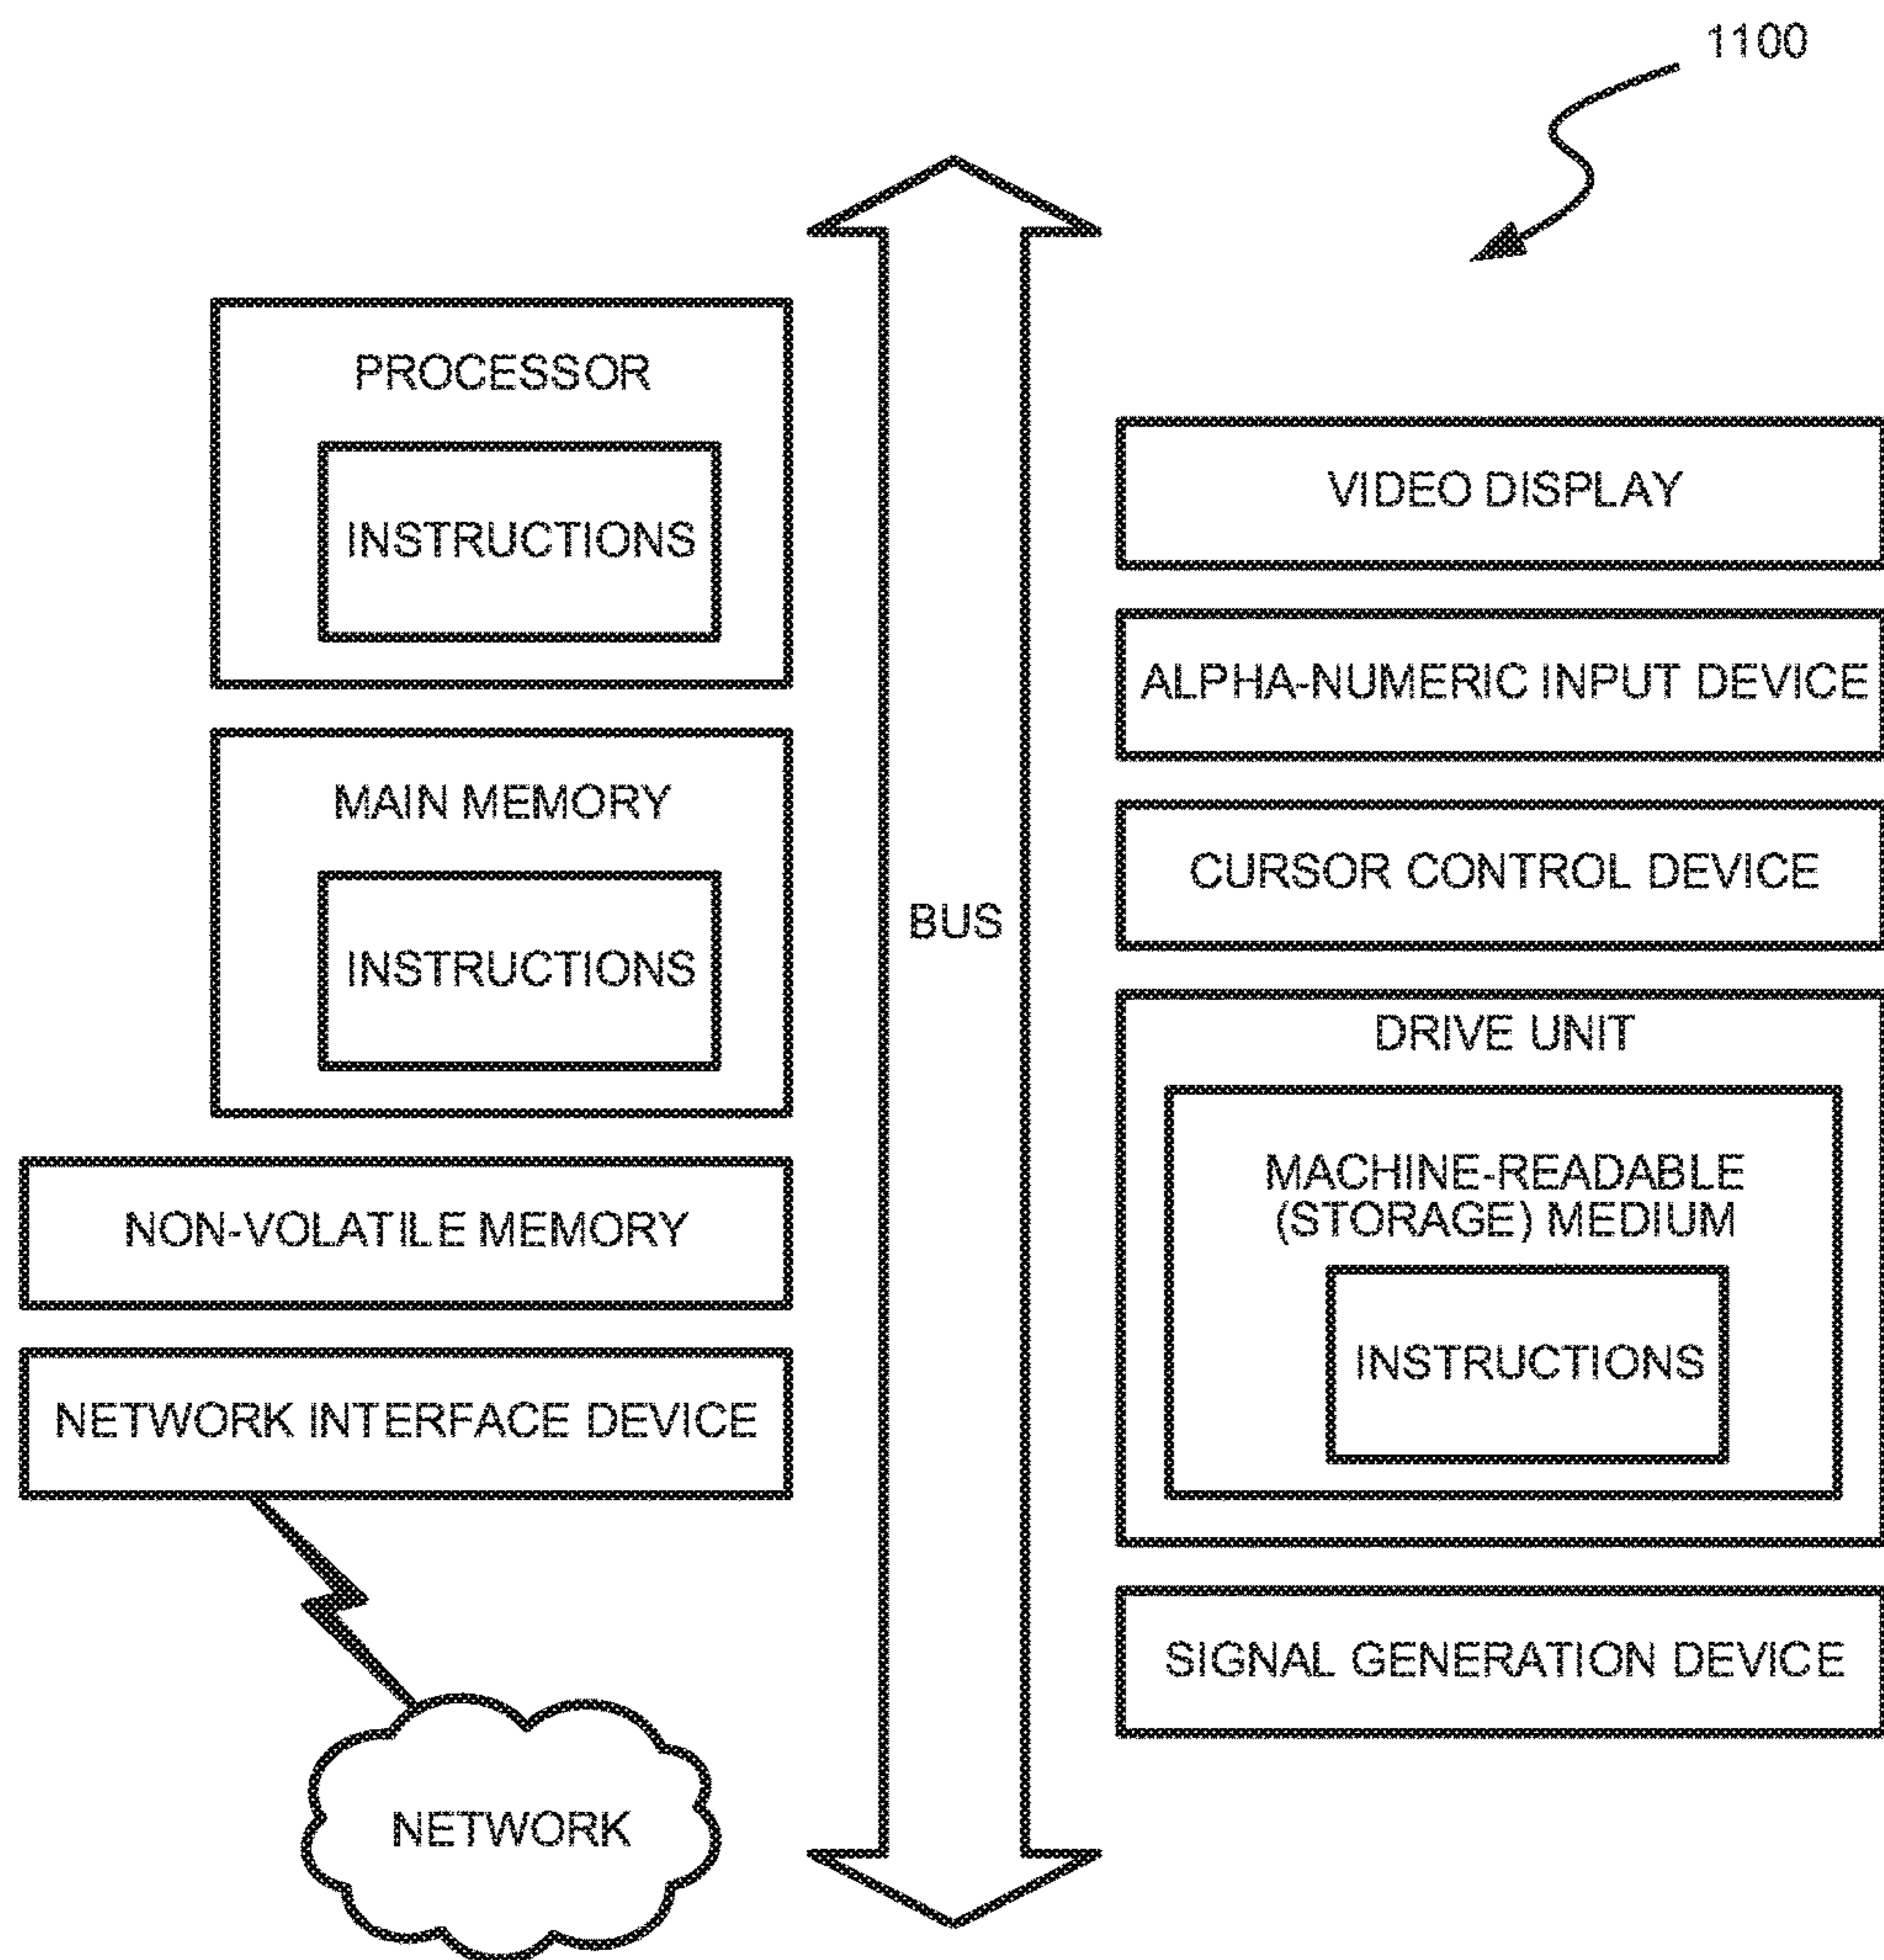 1100
PROCESSOR
INSTRUCTIONS
MAIN MEMORY
INSTRUCTIONS
NON-VOLATILE MEMORY
NETWORK INTERFACE DEVICE
NETWORK
BUS
VIDEO DISPLAY
ALPHA-NUMERIC INPUT DEVICE
CURSOR CONTROL DEVICE
DRIVE UNIT
MACHINE-READABLE
(STORAGE) MEDIUM
INSTRUCTIONS
SIGNAL GENERATION DEVICE